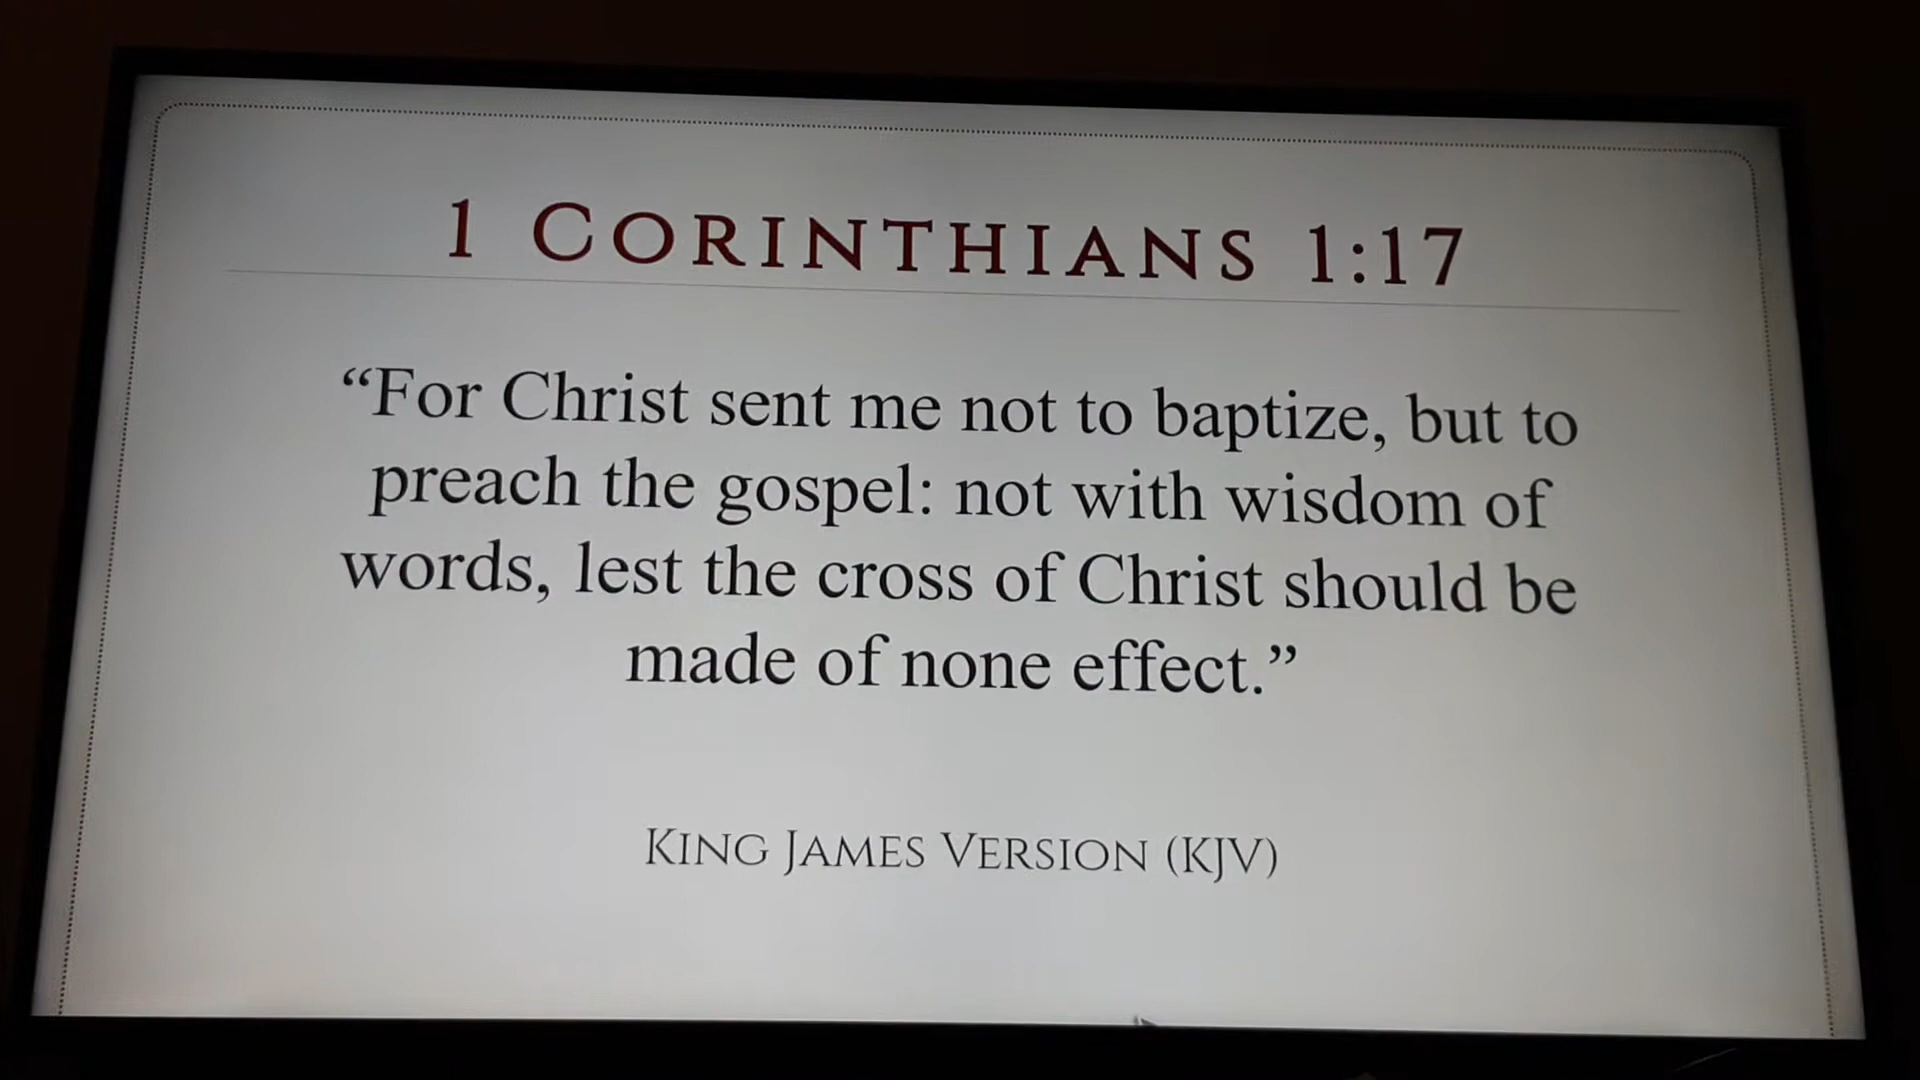 1 CORINTHIANS 1:17
“For Christ sent me not to baptize, but to
preach the gospel: not with wisdom of
words, lest the cross of Christ should be
made of none effect.”
KING JAMES VERSION (KJV)